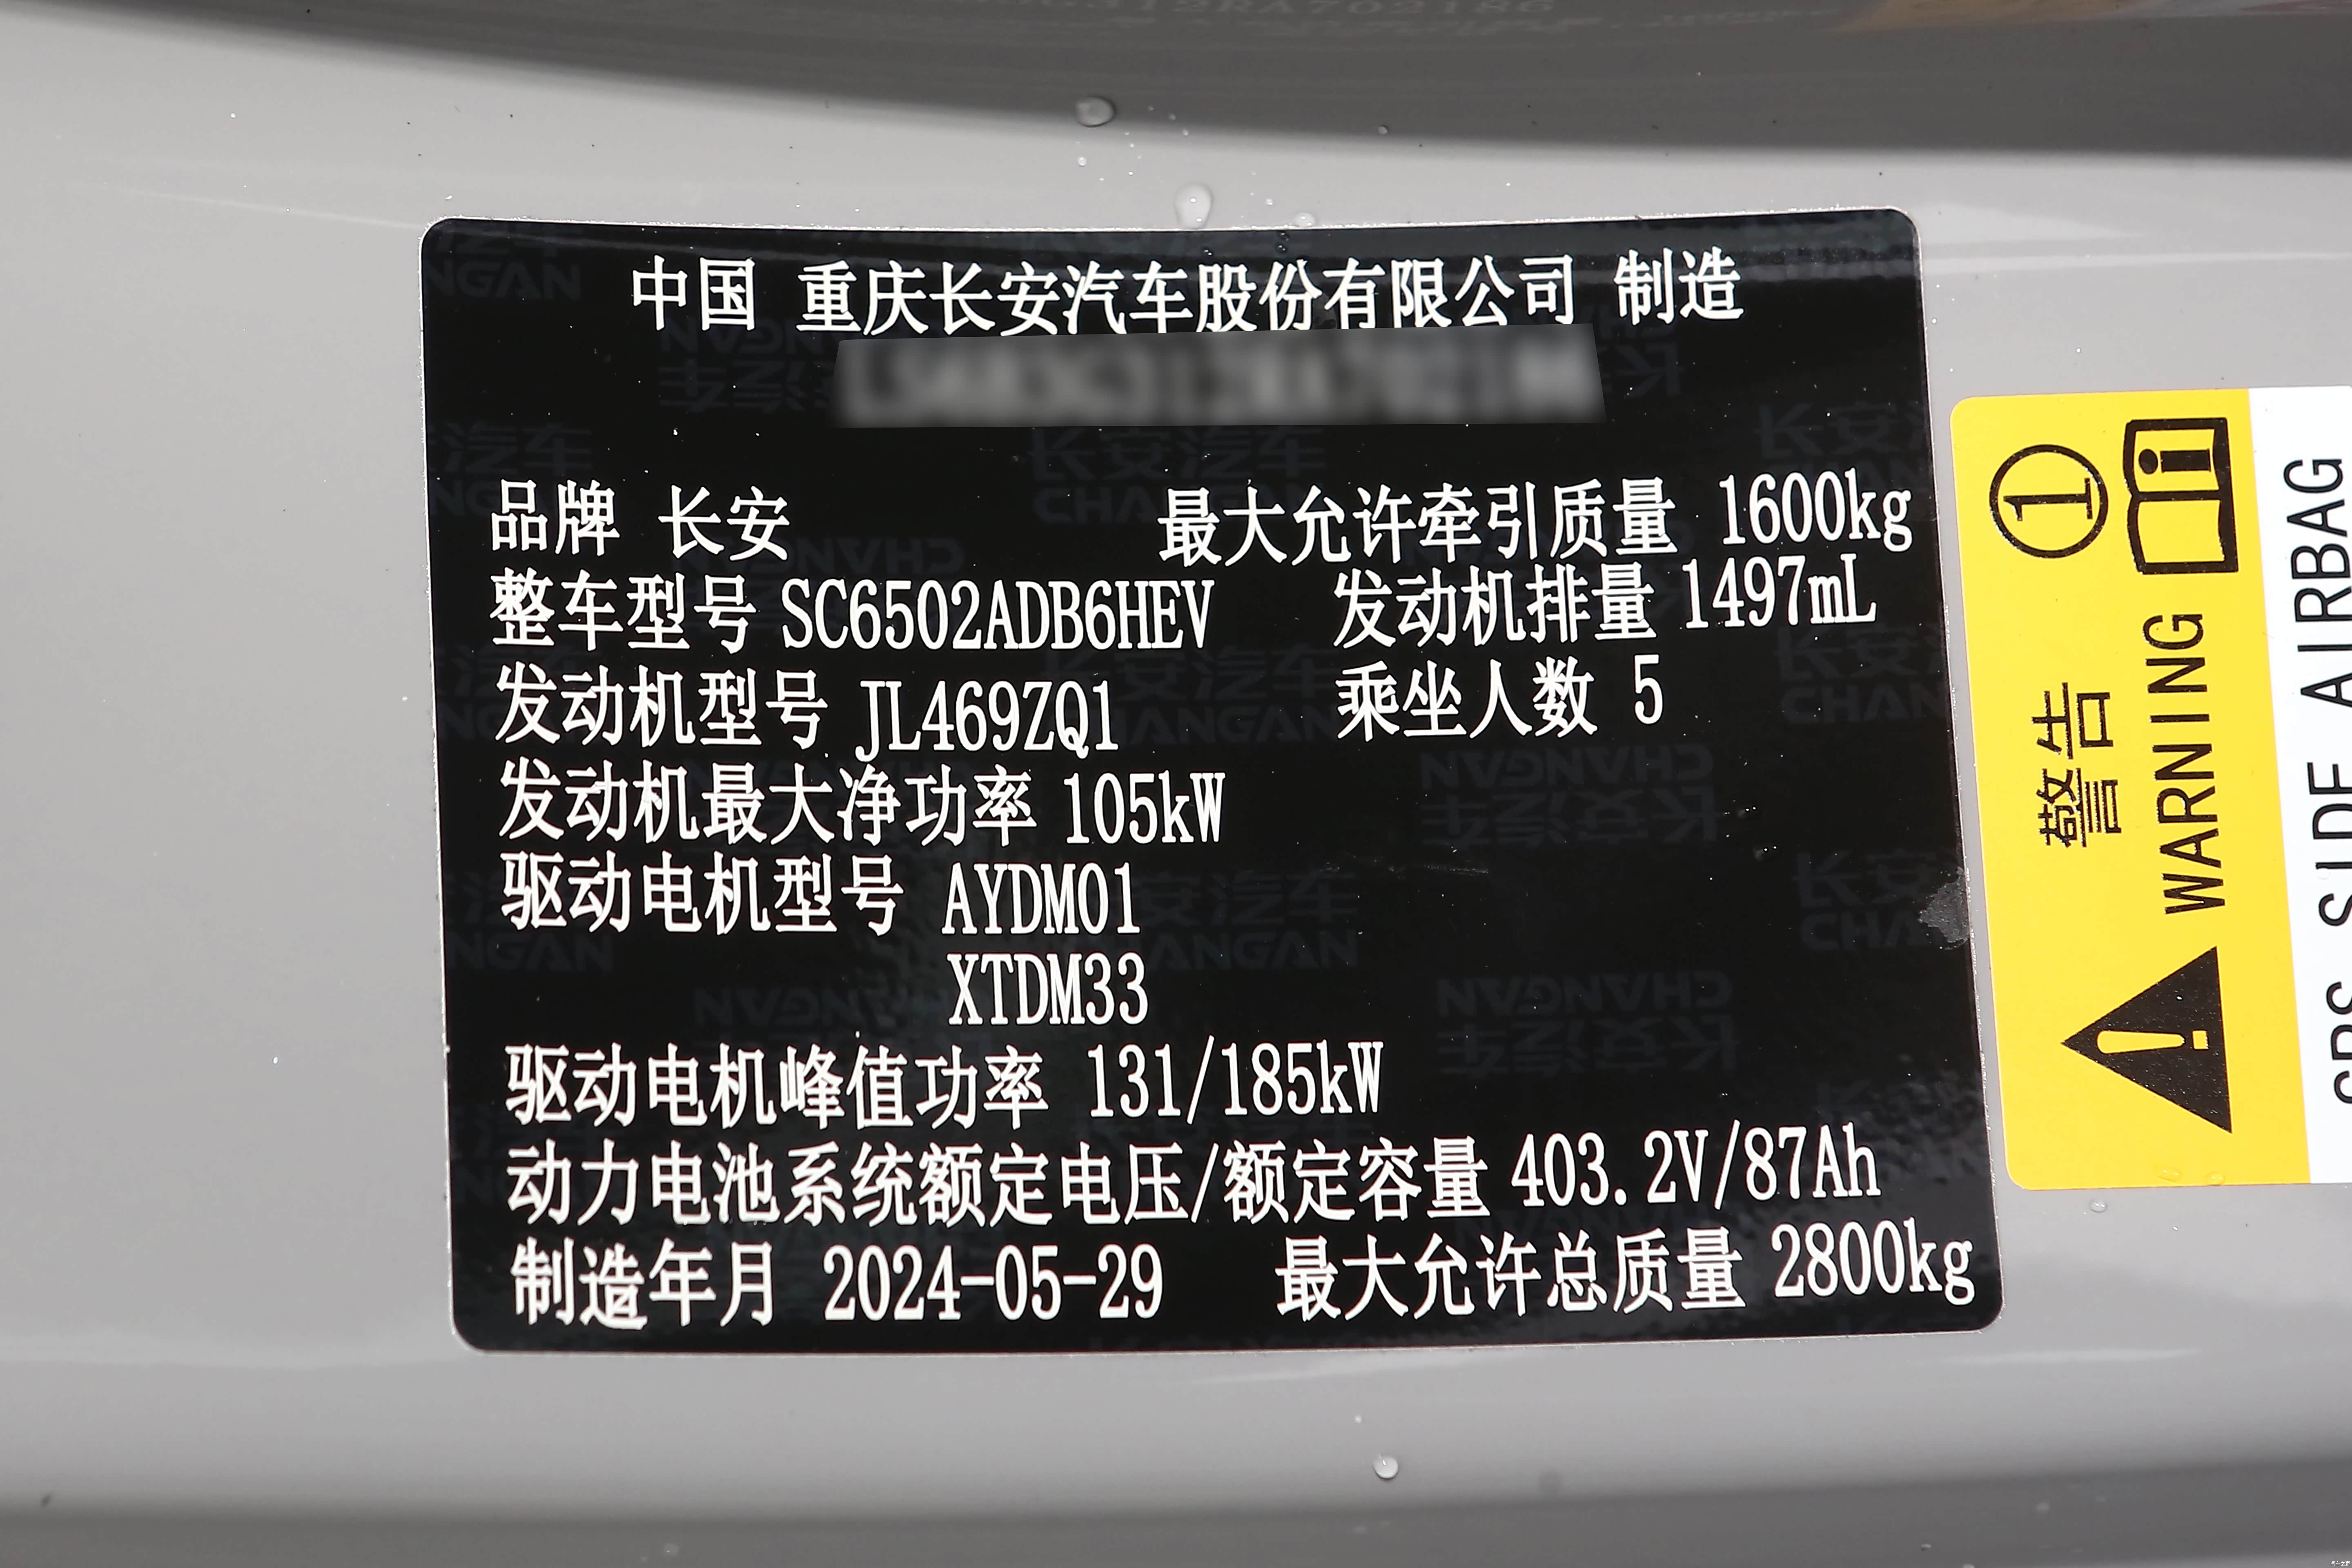 中国 重庆长安汽车股份有限公司 制造
品牌 长安 最大允许牵引质量 1600kg
整车型号 SC6502ADB6HEV 发动机排量 1497mL
发动机型号 JL469ZQ1 乘坐人数 5
发动机最大净功率 105kW
驱动电机型号 AYDM01
XTDM33
驱动电机峰值功率 131/185kW
动力电池系统额定电压/额定容量 403.2V/87Ah
制造年月 2024-05-29 最大允许总质量 2800kg
① 警告
WARNING
SIDE AIRBAG